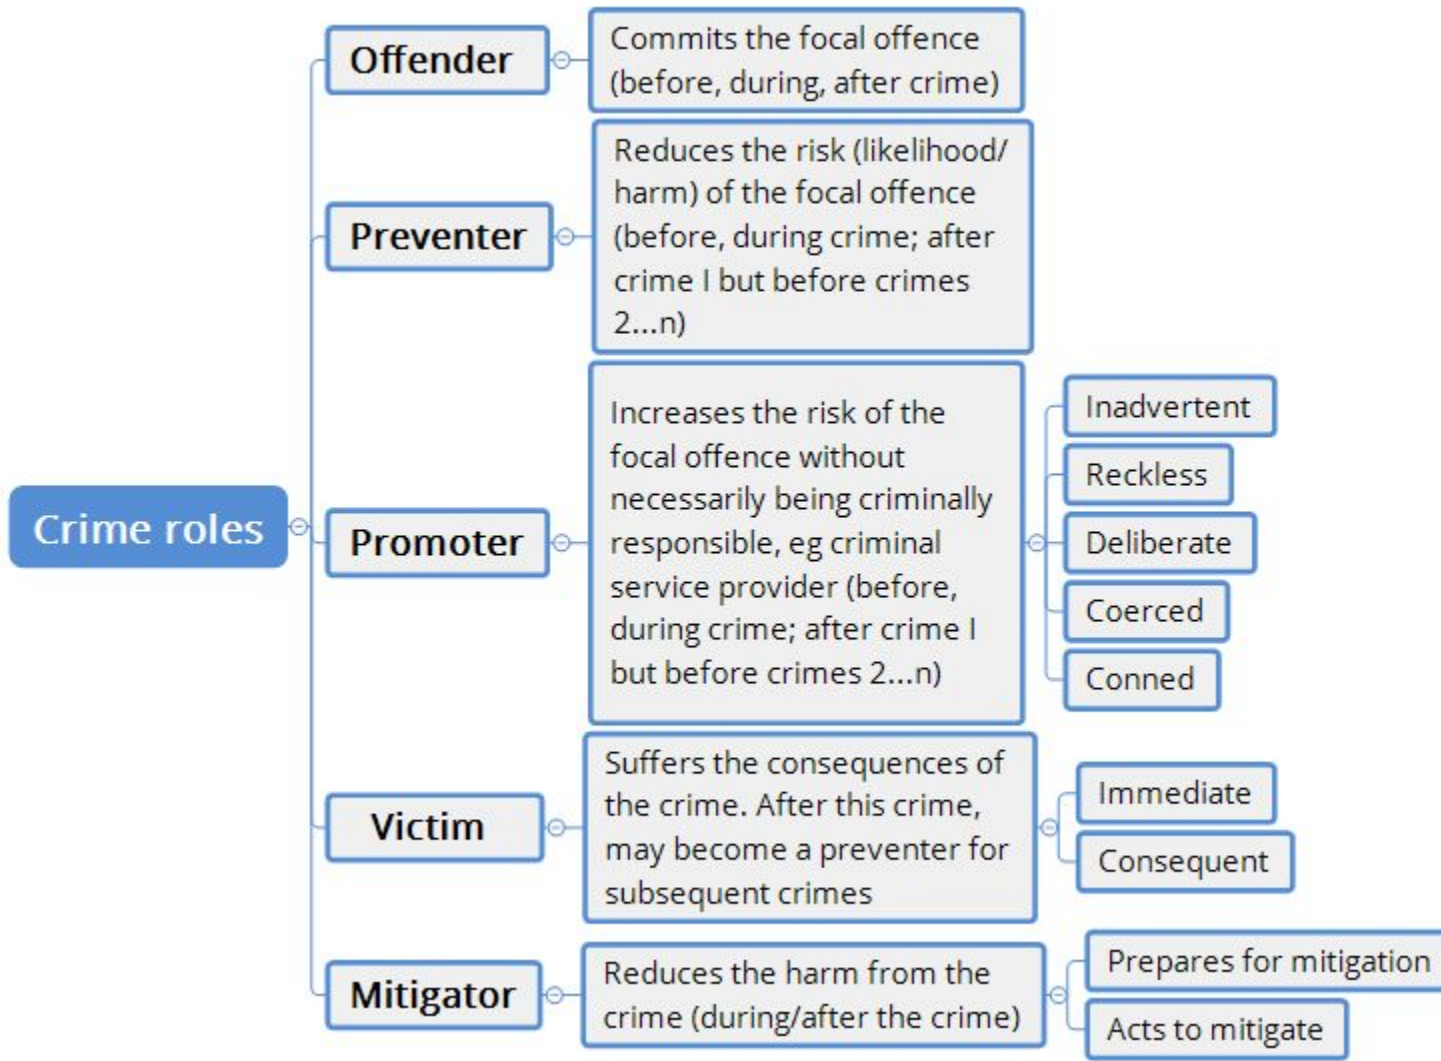 Crime roles
Offender
Commits the focal offence
(before, during, after crime)
Preventer
Reduces the risk (likelihood/
harm) of the focal offence
(before, during crime; after
crime I but before crimes
2...n)
Promoter
Increases the risk of the
focal offence without
necessarily being criminally
responsible, eg criminal
service provider (before,
during crime; after crime I
but before crimes 2...n)
Inadvertent
Reckless
Deliberate
Coerced
Conned
Victim
Suffers the consequences of
the crime. After this crime,
may become a preventer for
subsequent crimes
Immediate
Consequent
Mitigator
Reduces the harm from the
crime (during/after the crime)
Prepares for mitigation
Acts to mitigate